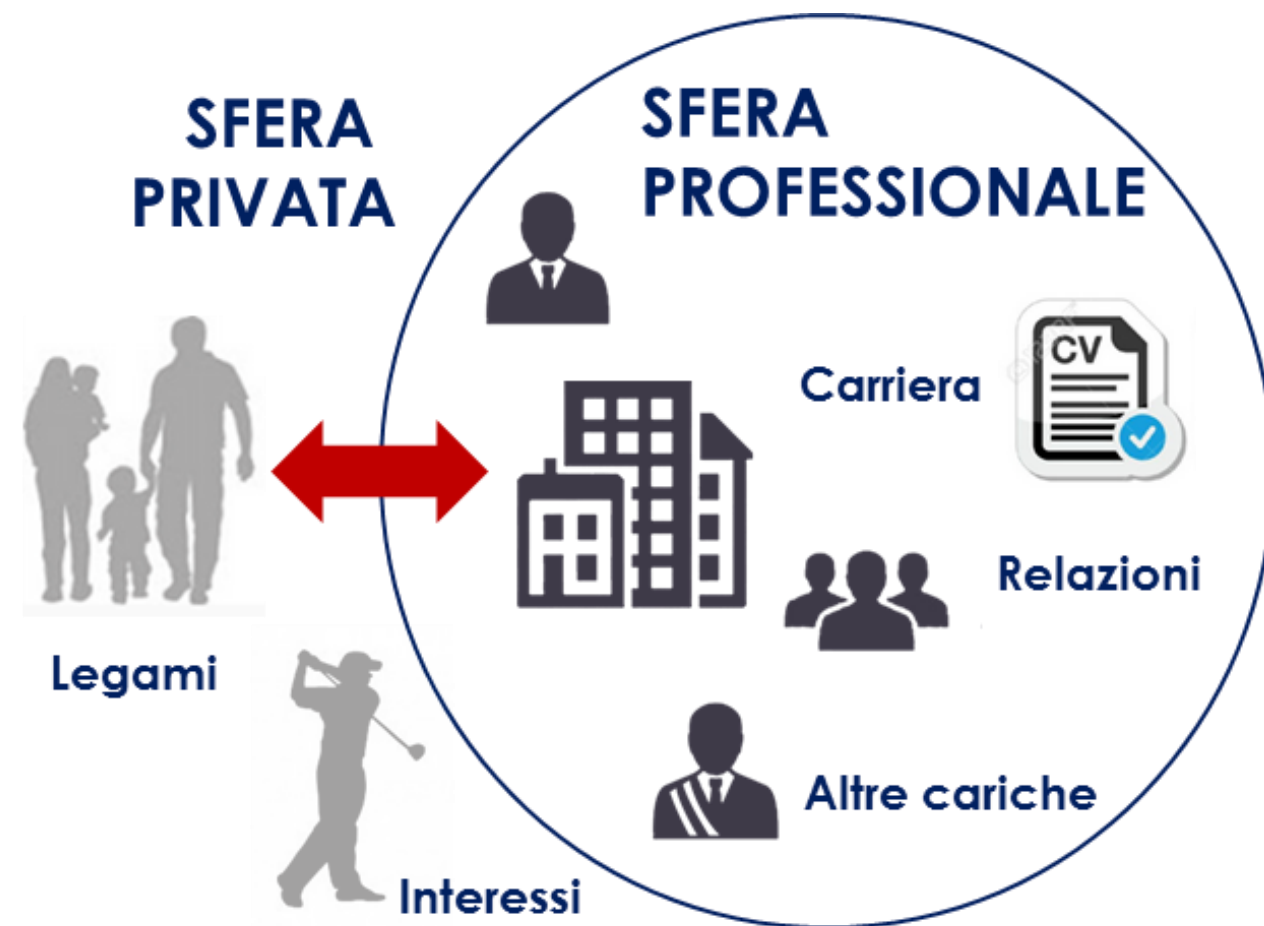 SFERA
PRIVATA
SFERA
PROFESSIONALE
CV
Carriera
Relazioni
Legami
Altre cariche
Interessi